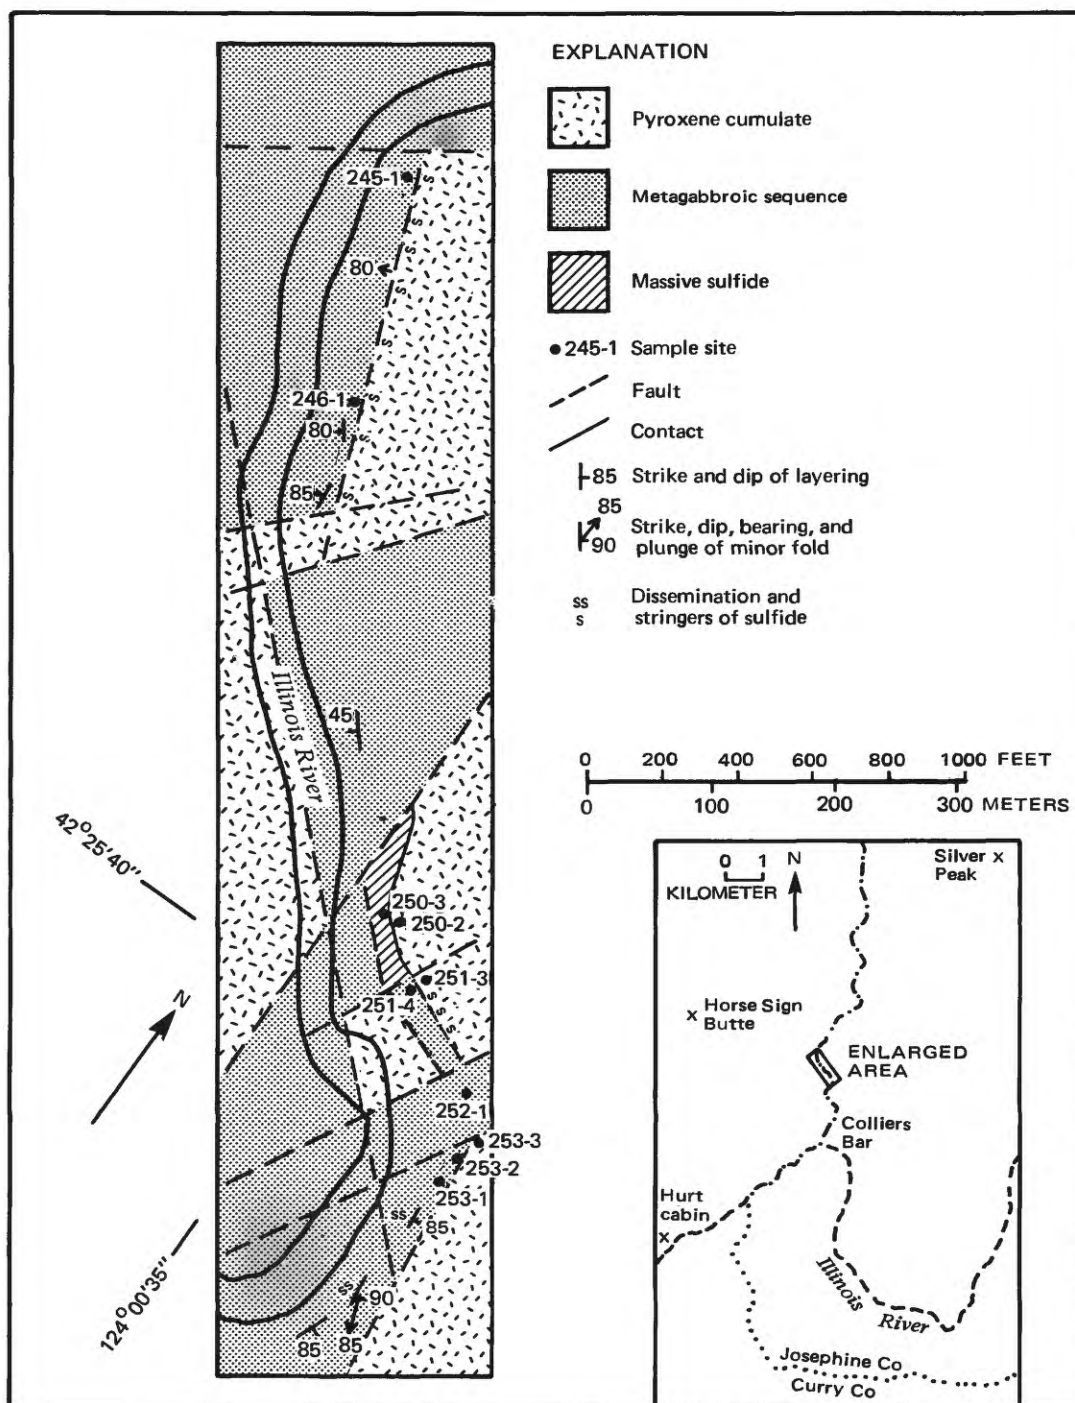 EXPLANATION
Pyroxene cumulate
Metagabbroic sequence
Massive sulfide
245-1 Sample site
Fault
Contact
85 Strike and dip of layering
85
90
Strike, dip, bearing, and
plunge of minor fold
ss
s
Dissemination and
stringers of sulfide
245-1
s
s
s
s
80
s
s
s
246-1
s
80
s
85
s
Illinois River
45
42°25'40"
250-3
250-2
251-3
251-4
s
s
s
s
N
252-1
253-3
253-2
253-1
ss
85
124°00'35"
ss
90
85
85
0 200 400 600 800 1000 FEET
0 100 200 300 METERS
0 1
KILOMETER
N
Silver
Peak
x
x Horse Sign
Butte
ENLARGED
AREA
Colliers
Bar
Hurt
cabin
x
Illinois
River
Josephine Co
Curry Co